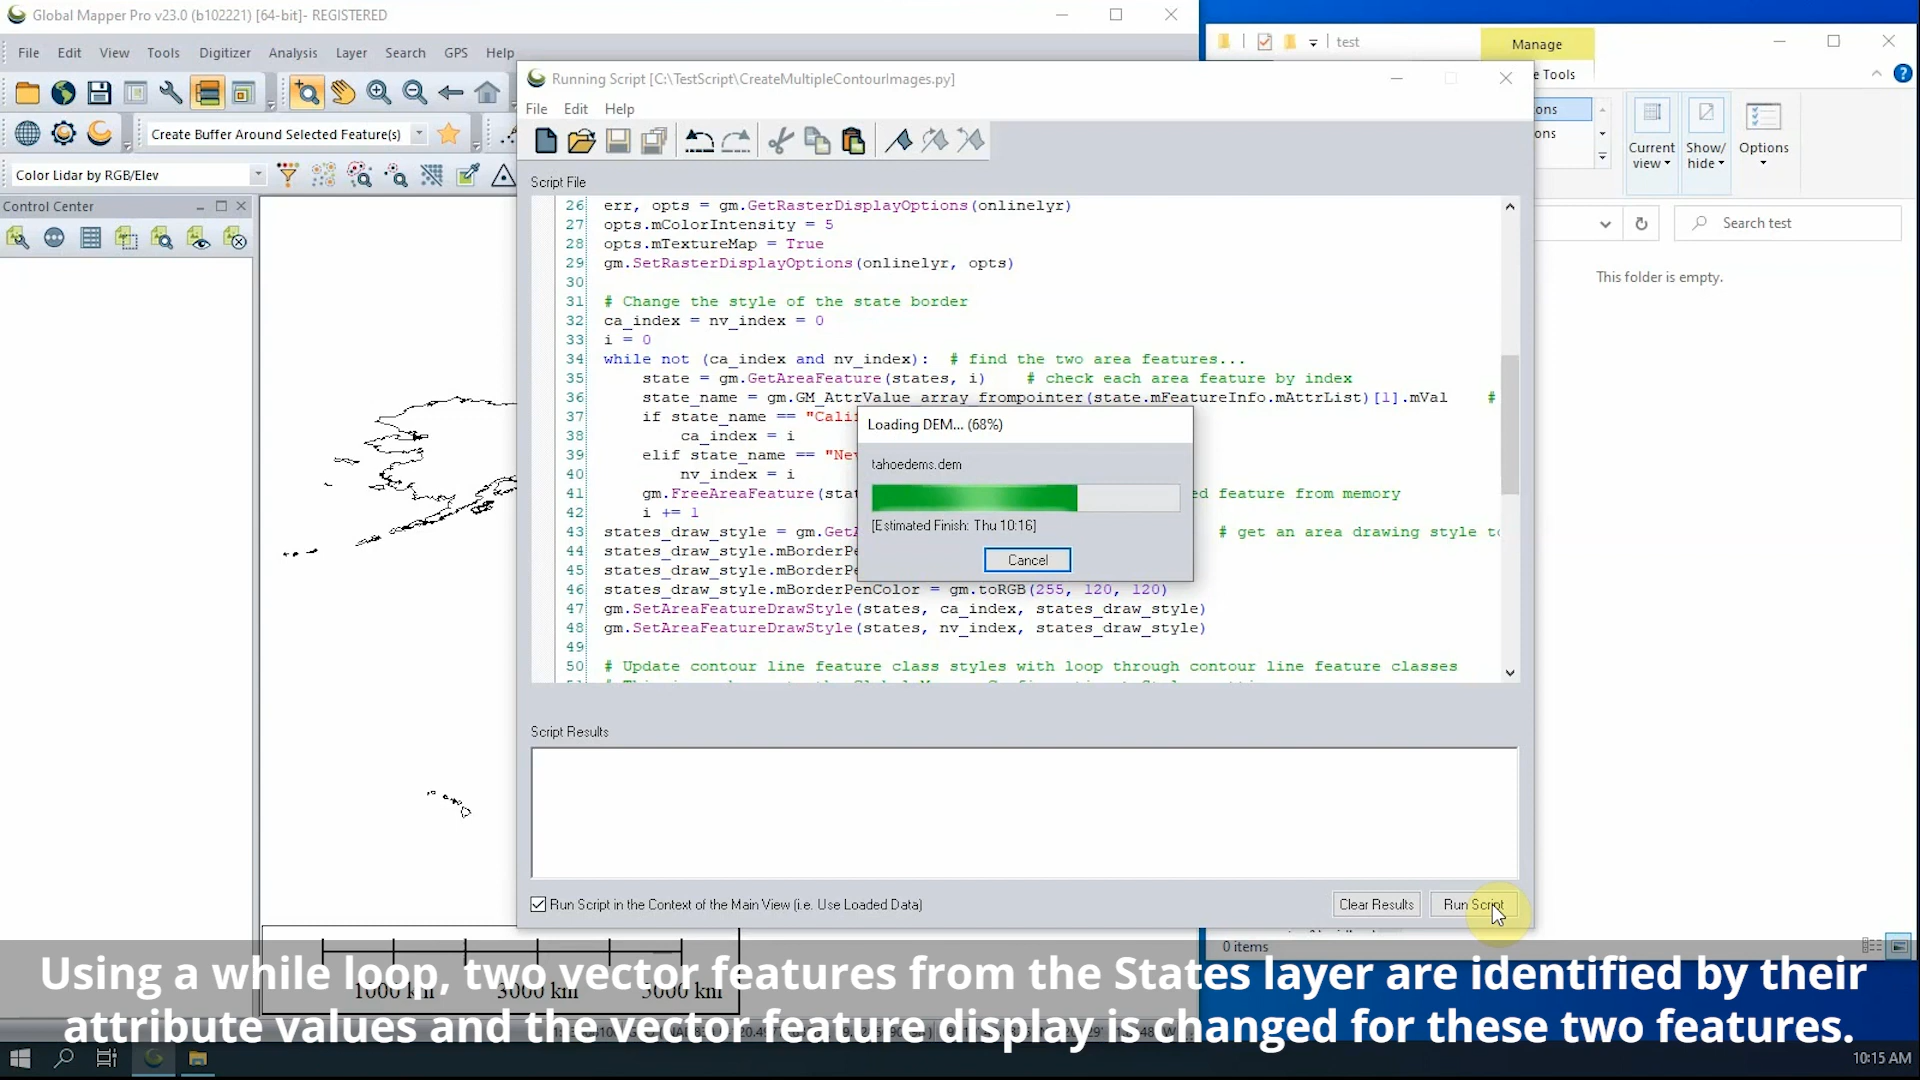 Global Mapper Pro v23.0 (b102221) [64-bit]- REGISTERED
File Edit View Tools Digitizer Analysis Layer Search GPS Help
Create Buffer Around Selected Feature(s)
Color Lidar by RGB/Elev
Control Center
1000 km 3000 km 5000 km
Running Script [C:\TestScript\CreateMultipleContourImages.py]
File Edit Help
Script File
26 err, opts = gm.GetRasterDisplayOptions(onlinelyr)
27 opts.mColorIntensity = 5
28 opts.mTextureMap = True
29 gm.SetRasterDisplayOptions(onlinelyr, opts)
30
31 # Change the style of the state border
32 ca_index = nv_index = 0
33 i = 0
34 while not (ca_index and nv_index):  # find the two area features...
35 state = gm.GetAreaFeature(states, i)    # check each area feature by index
36 state_name = gm.GM_AttrValue_array_frompointer(state.mFeatureInfo.mAttrList)[1].mVal    #
37 if state_name == "Calif
38 ca_index = i
39 elif state_name == "Nev
40 nv_index = i
41 gm.FreeAreaFeature(stat ed feature from memory
42 i += 1
43 states_draw_style = gm.GetA # get an area drawing style to
44 states_draw_style.mBorderPe
45 states_draw_style.mBorderPe
46 states_draw_style.mBorderPenColor = gm.toRGB(255, 120, 120)
47 gm.SetAreaFeatureDrawStyle(states, ca_index, states_draw_style)
48 gm.SetAreaFeatureDrawStyle(states, nv_index, states_draw_style)
49
50 # Update contour line feature class styles with loop through contour line feature classes
Loading DEM... (68%)
tahoedems.dem
[Estimated Finish: Thu 10:16]
Cancel
Script Results
Run Script in the Context of the Main View (i.e. Use Loaded Data)
Clear Results
Run Script
test
Manage
e Tools
ons
ons
Current view
Show/ hide
Options
Search test
This folder is empty.
0 items
Using a while loop, two vector features from the States layer are identified by their
attribute values and the vector feature display is changed for these two features.
10:15 AM